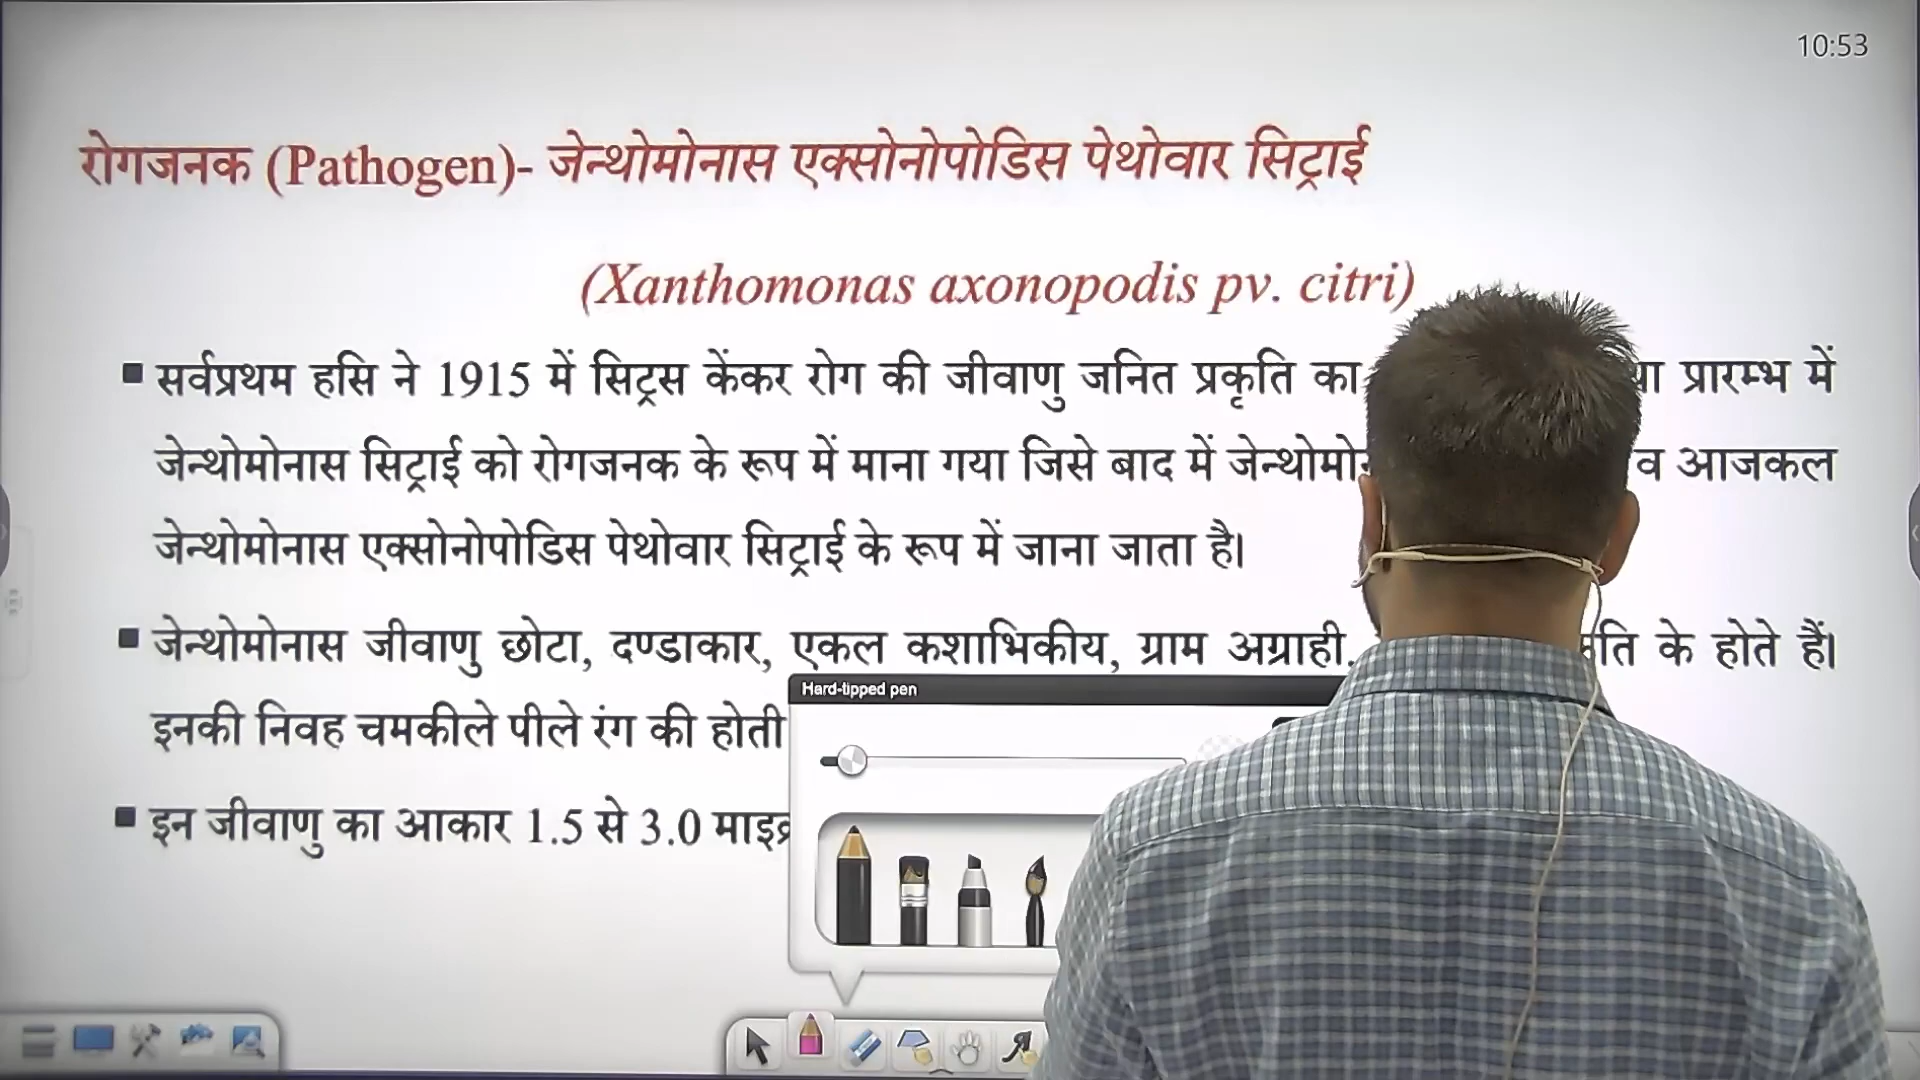 10:53
रोगजनक (Pathogen)- जेन्थोमोनास एक्सोनोपोडिस पेथोवार सिट्राई
(Xanthomonas axonopodis pv. citri)
▪ सर्वप्रथम हसि ने 1915 में सिट्रस केंकर रोग की जीवाणु जनित प्रकृति का प्रारम्भ में
जेन्थोमोनास सिट्राई को रोगजनक के रूप में माना गया जिसे बाद में व आजकल
जेन्थोमोनास एक्सोनोपोडिस पेथोवार सिट्राई के रूप में जाना जाता है।
▪ जेन्थोमोनास जीवाणु छोटा, दण्डाकार, एकल कशाभिकीय, ग्राम अग्राही. के होते हैं।
इनकी निवह चमकीले पीले रंग की होती
▪ इन जीवाणु का आकार 1.5 से 3.0
Hard-tipped pen